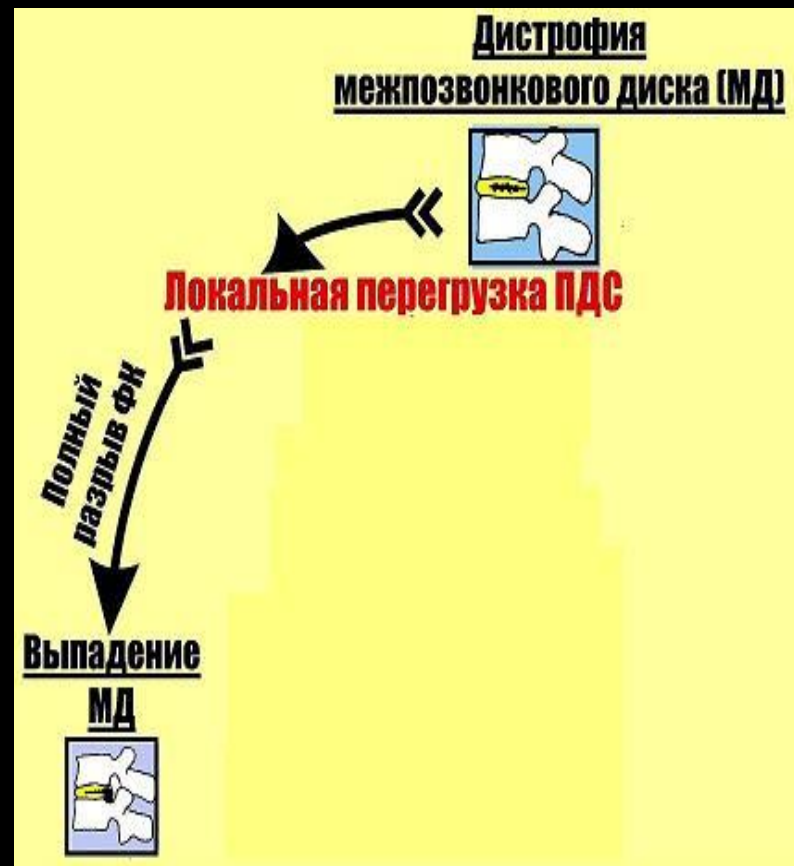 Дистрофия
межпозвонкового диска (МД)
Локальная перегрузка ПДС
Полный
разрыв ФК
Выпадение
МД